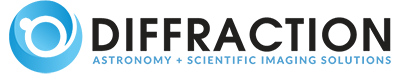 DIFFRACTION
ASTRONOMY + SCIENTIFIC IMAGING SOLUTIONS